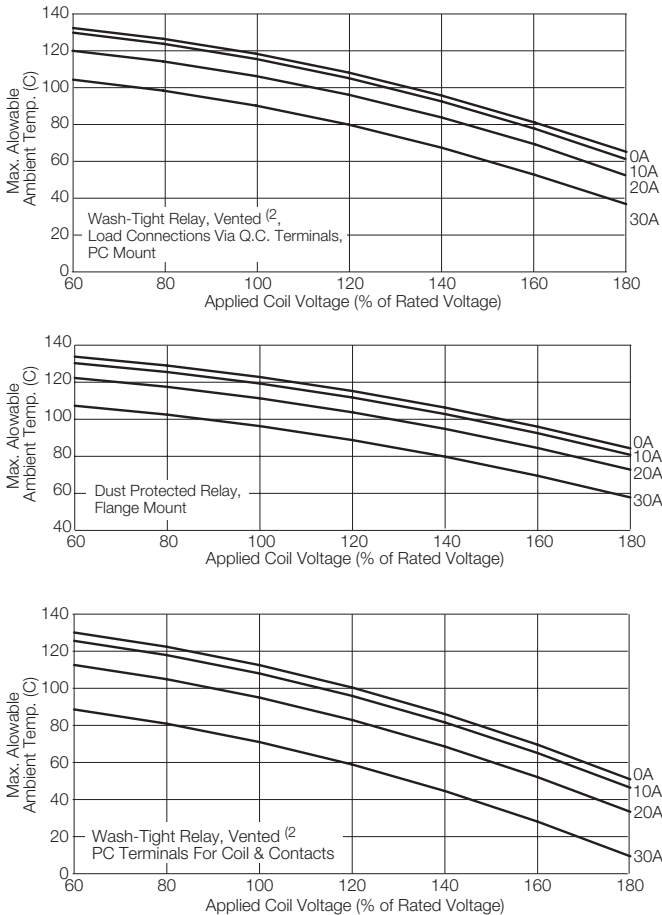 Max. Alowable
Ambient Temp. (C)
140
120
100
80
60
40
20
0
0A
10A
20A
30A
Wash-Tight Relay, Vented (2,
Load Connections Via Q.C. Terminals,
PC Mount
60 80 100 120 140 160 180
Applied Coil Voltage (% of Rated Voltage)
Max. Alowable
Ambient Temp. (C)
140
120
100
80
60
40
0A
10A
20A
30A
Dust Protected Relay,
Flange Mount
60 80 100 120 140 160 180
Applied Coil Voltage (% of Rated Voltage)
Max. Alowable
Ambient Temp. (C)
140
120
100
80
60
40
20
0
0A
10A
20A
30A
Wash-Tight Relay, Vented (2
PC Terminals For Coil & Contacts
60 80 100 120 140 160 180
Applied Coil Voltage (% of Rated Voltage)